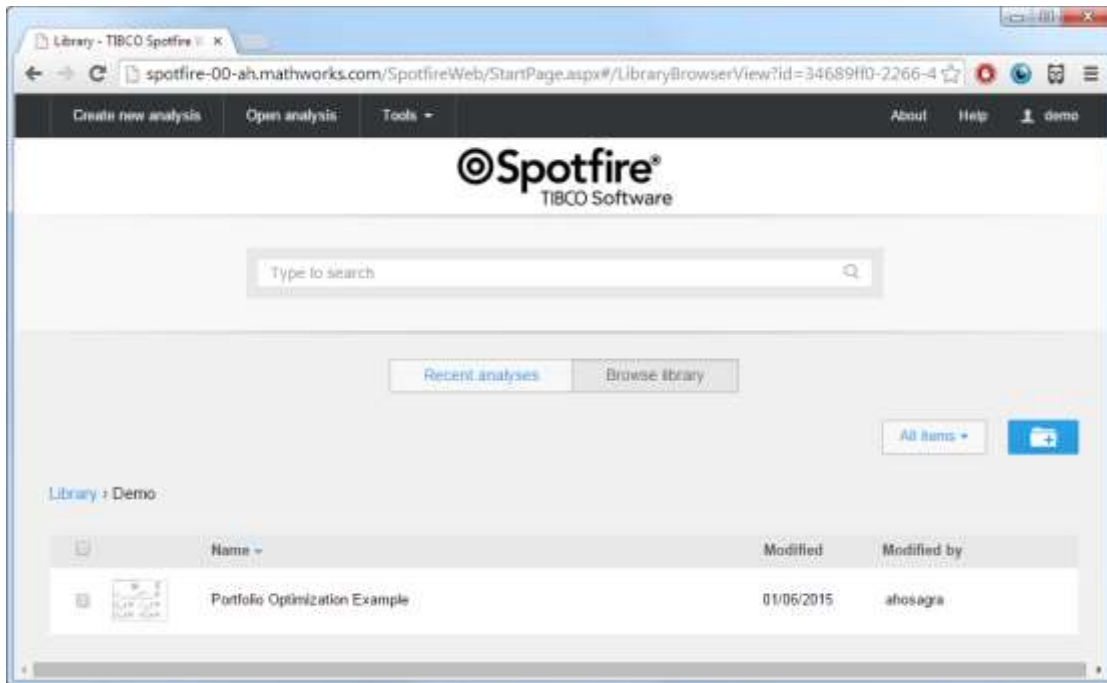 Library - TIBCO Spotfire
spotfire-00-ah.mathworks.com/SpotfireWeb/StartPage.aspx#/LibraryBrowserView?id=34689ff0-2266-4
Create new analysis Open analysis Tools About Help demo
Spotfire®
TIBCO Software
Type to search
Recent analyses Browse library
All items
Library › Demo
Name Modified Modified by
Portfolio Optimization Example 01/06/2015 ahosagra